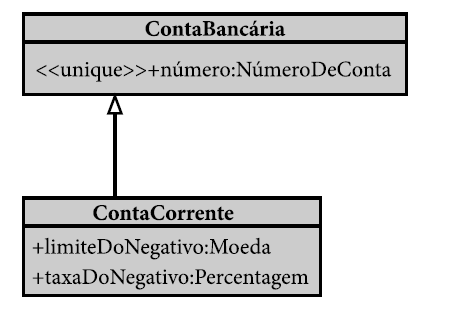 ContaBancária
<<unique>>+número:NúmeroDeConta
ContaCorrente
+limiteDoNegativo:Moeda
+taxaDoNegativo:Percentagem